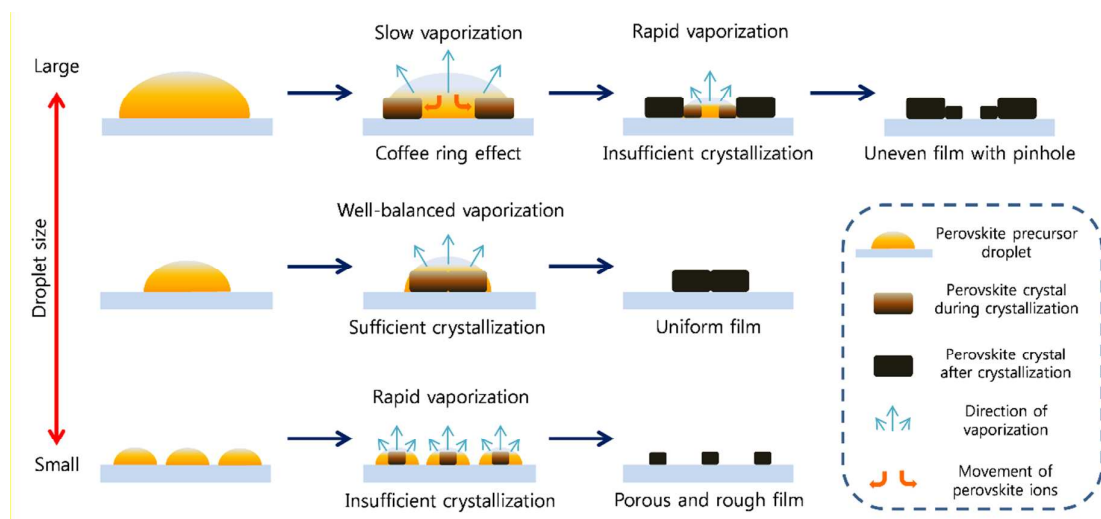 Slow vaporization
Rapid vaporization
Large
Coffee ring effect
Insufficient crystallization
Uneven film with pinhole
Droplet size
Well-balanced vaporization
Sufficient crystallization
Uniform film
Rapid vaporization
Small
Insufficient crystallization
Porous and rough film
Perovskite precursor
droplet
Perovskite crystal
during crystallization
Perovskite crystal
after crystallization
Direction of
vaporization
Movement of
perovskite ions